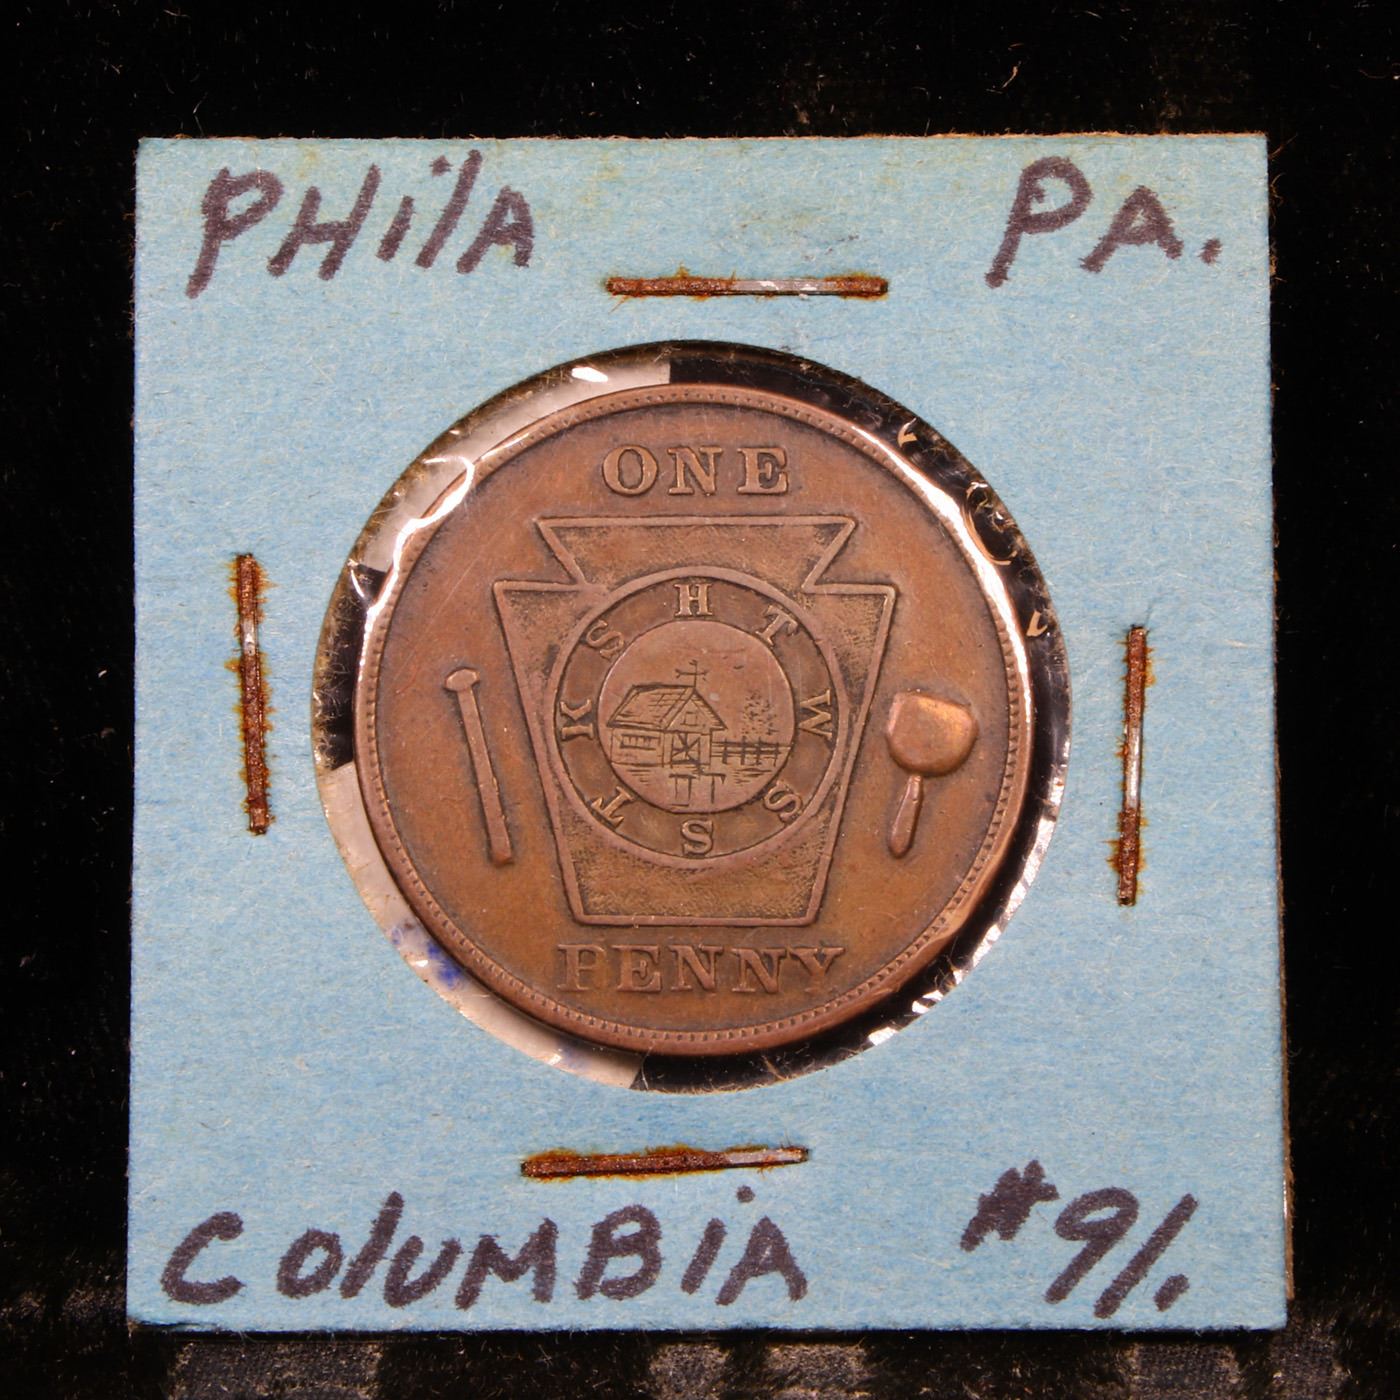 PHilA PA.
ONE
H T W S S T K S
PENNY
COlUMBiA #91.